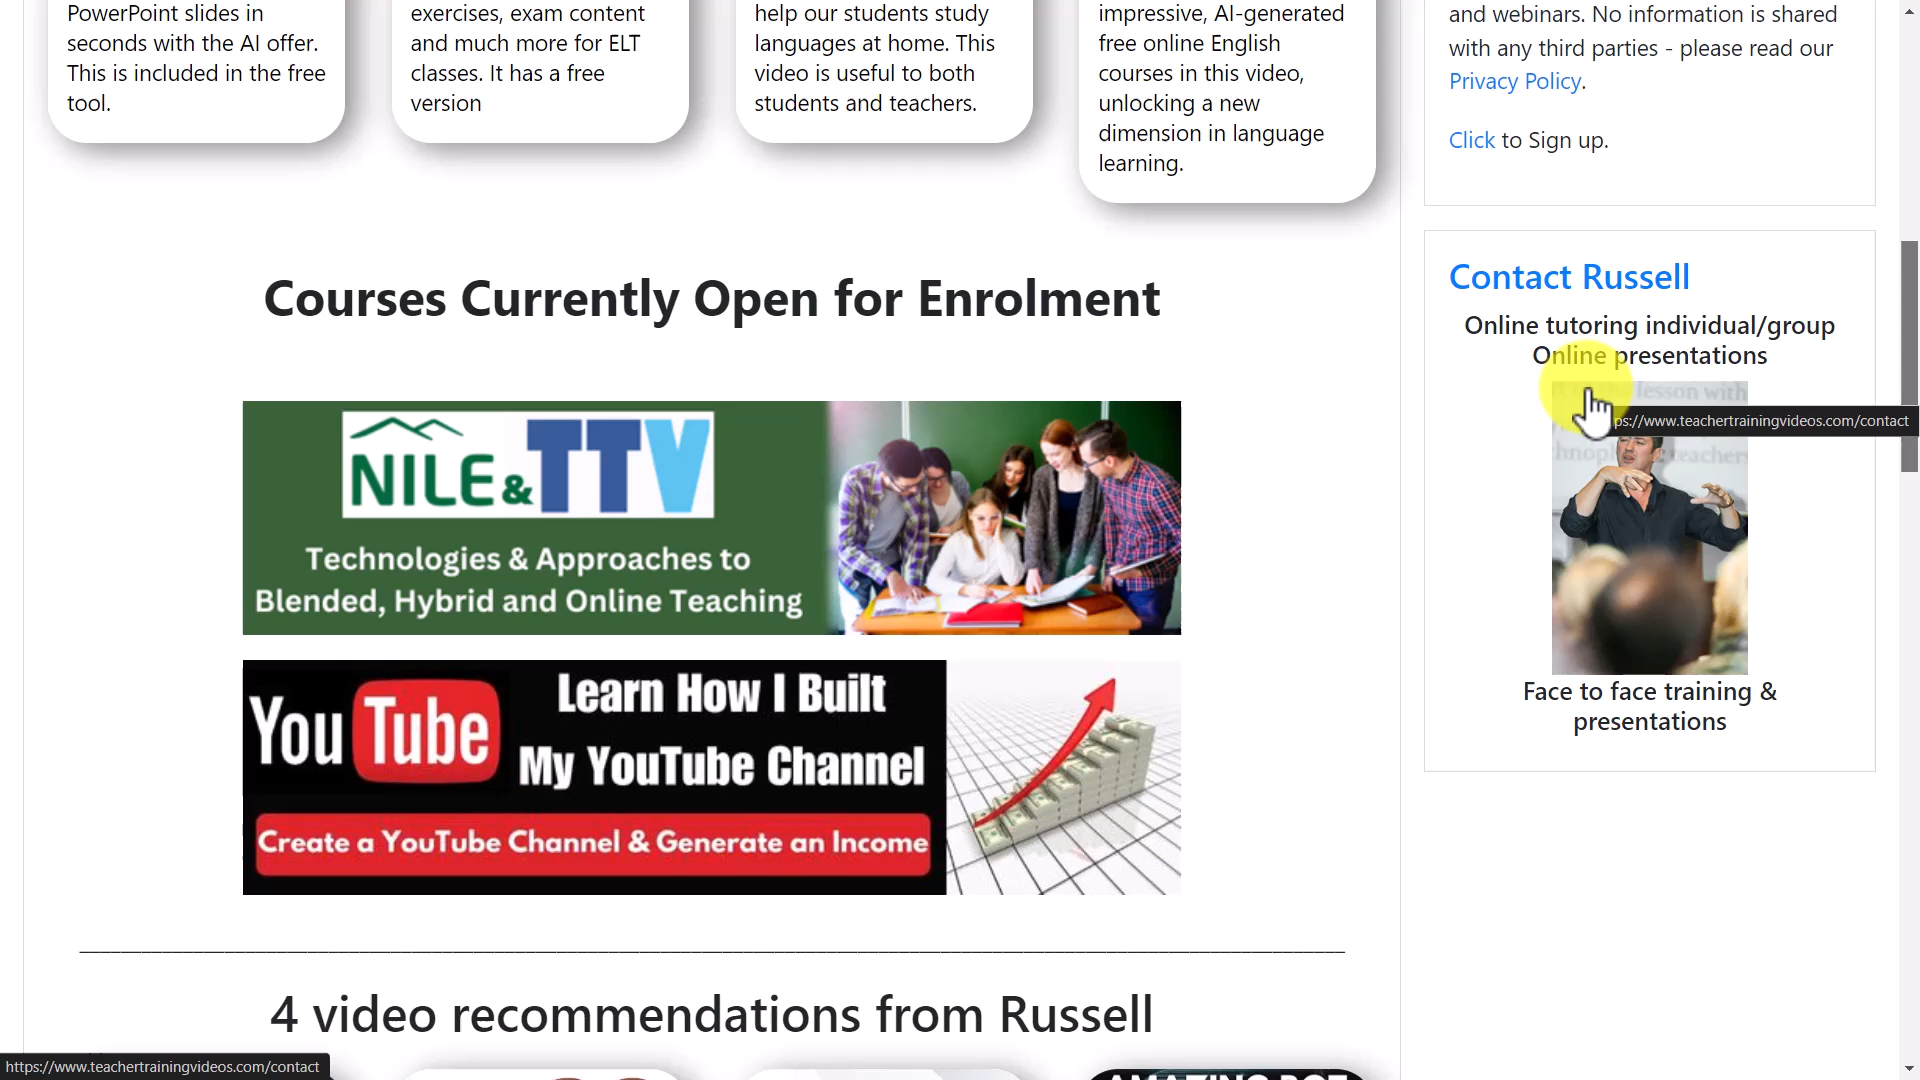 PowerPoint slides in
seconds with the AI offer.
This is included in the free
tool.
exercises, exam content
and much more for ELT
classes. It has a free
version
help our students study
languages at home. This
video is useful to both
students and teachers.
impressive, AI-generated
free online English
courses in this video,
unlocking a new
dimension in language
learning.
and webinars. No information is shared
with any third parties - please read our
Privacy Policy.
Click to Sign up.
Contact Russell
Online tutoring individual/group
Online presentations
lesson with
ps://www.teachertrainingvideos.com/contact
teachers
Face to face training &
presentations
Courses Currently Open for Enrolment
NILE & TTV
Technologies & Approaches to
Blended, Hybrid and Online Teaching
YouTube
Learn How I Built
My YouTube Channel
Create a YouTube Channel & Generate an Income
4 video recommendations from Russell
https://www.teachertrainingvideos.com/contact